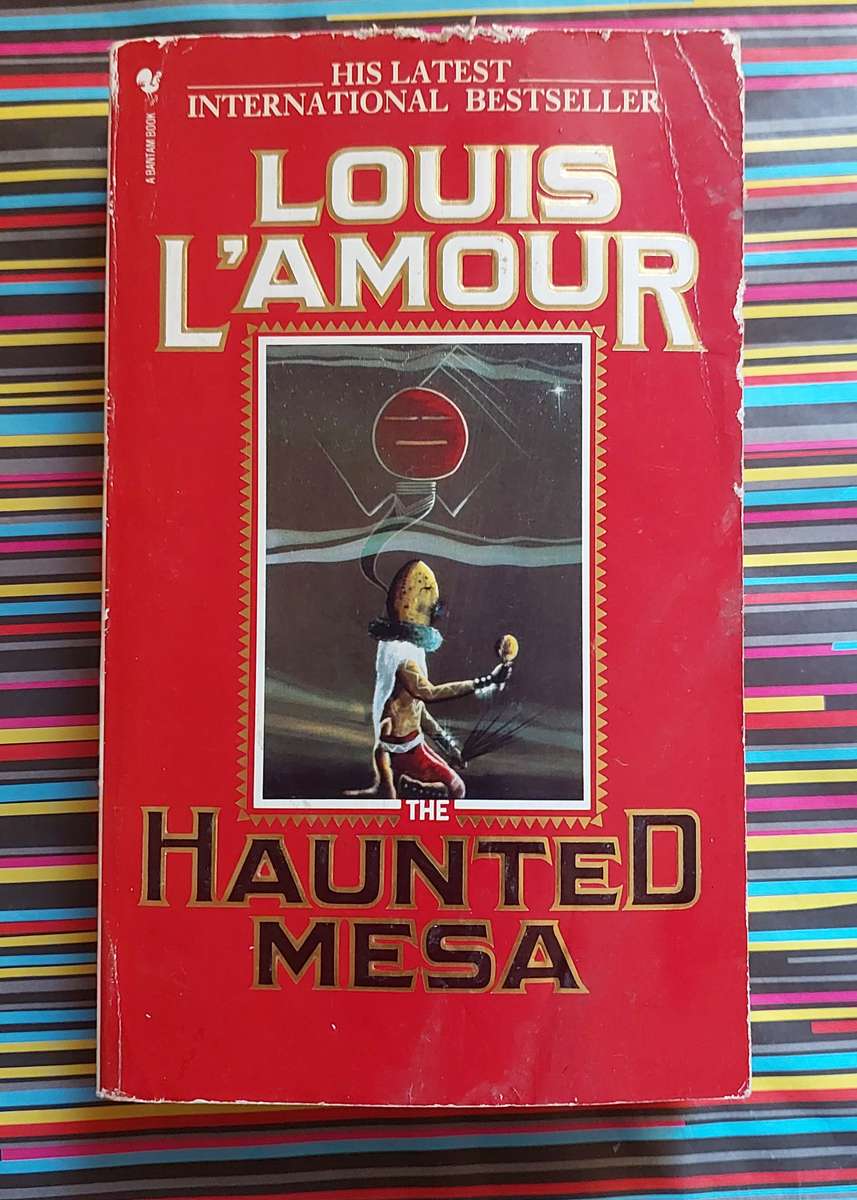 A BANTAM BOOK
HIS LATEST
INTERNATIONAL BESTSELLER
LOUIS
L'AMOUR
THE
HAUNTED
MESA